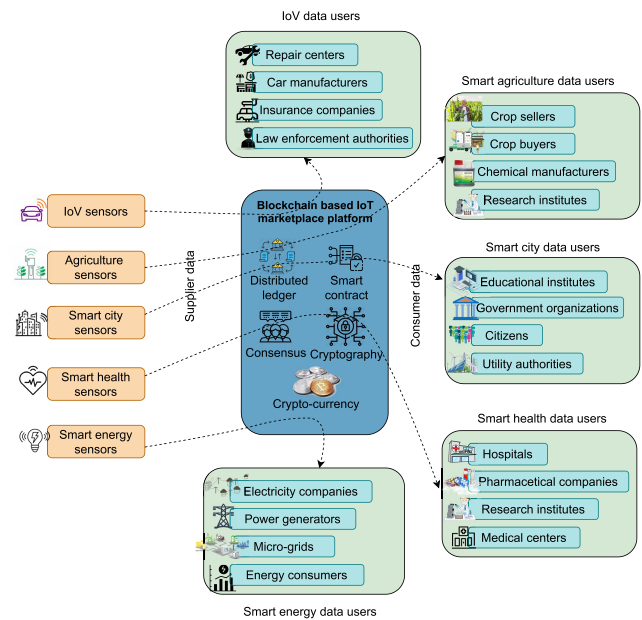 IoV data users
Repair centers
Car manufacturers
Insurance companies
Law enforcement authorities
Smart agriculture data users
Crop sellers
Crop buyers
Chemical manufacturers
Research institutes
IoV sensors
Agriculture
sensors
Smart city
sensors
Smart health
sensors
Smart energy
sensors
Supplier data
Blockchain based IoT
marketplace platform
Distributed
ledger
Smart
contract
Consensus
Cryptography
Crypto-currency
Consumer data
Smart city data users
Educational institutes
Government organizations
Citizens
Utility authorities
Smart health data users
Hospitals
Pharmacetical companies
Research institutes
Medical centers
Electricity companies
Power generators
Micro-grids
Energy consumers
Smart energy data users